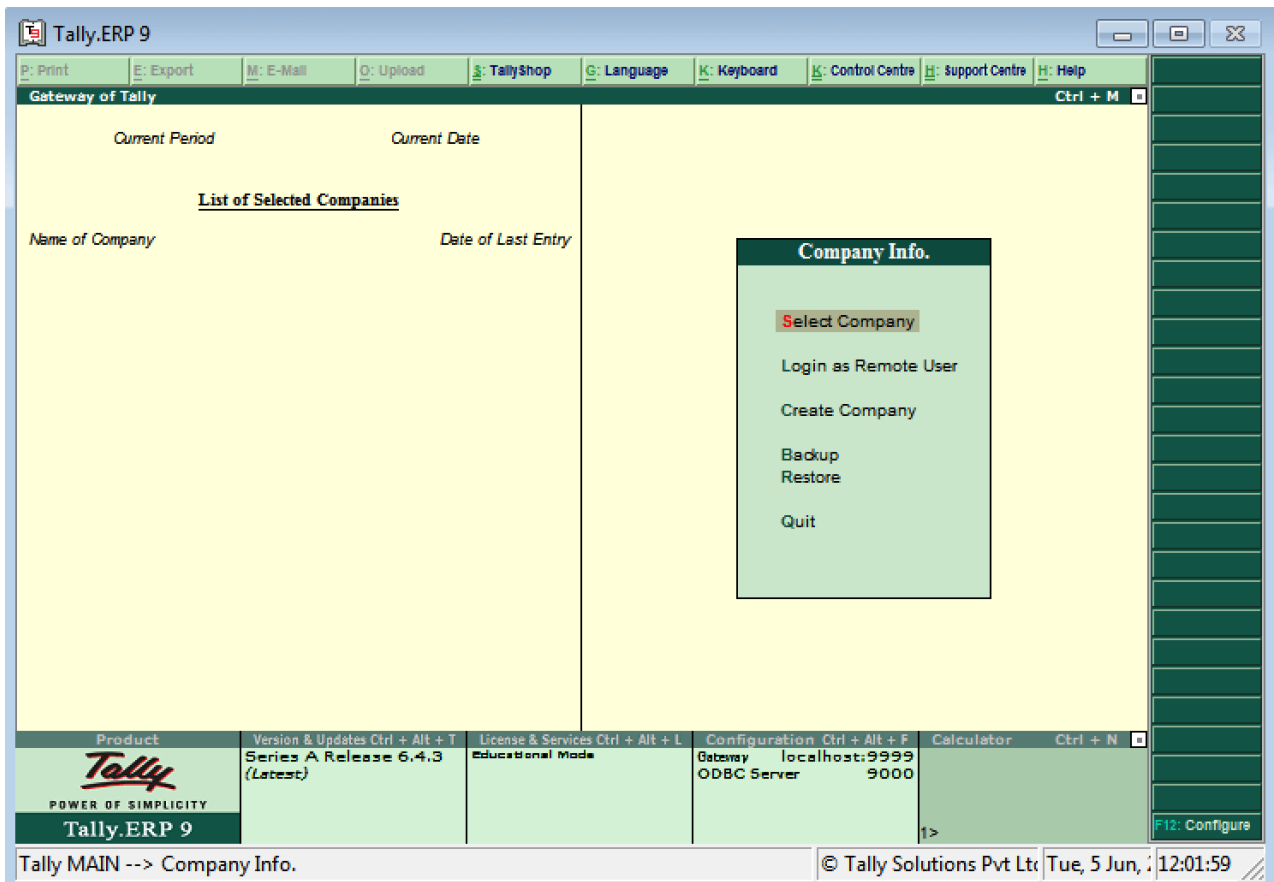 Tally.ERP 9
P: Print E: Export M: E-Mail O: Upload S: TallyShop G: Language K: Keyboard K: Control Centre H: Support Centre H: Help
Gateway of Tally Ctrl + M
Current Period Current Date
List of Selected Companies
Name of Company Date of Last Entry
Company Info.
Select Company
Login as Remote User
Create Company
Backup
Restore
Quit
Product Version & Updates Ctrl + Alt + T License & Services Ctrl + Alt + L Configuration Ctrl + Alt + F Calculator Ctrl + N
Tally
POWER OF SIMPLICITY
Tally.ERP 9
Series A Release 6.4.3
(Latest)
Educational Mode
Gateway localhost:9999
ODBC Server 9000
1>
F12: Configure
Tally MAIN --> Company Info. © Tally Solutions Pvt Ltd Tue, 5 Jun, 12:01:59